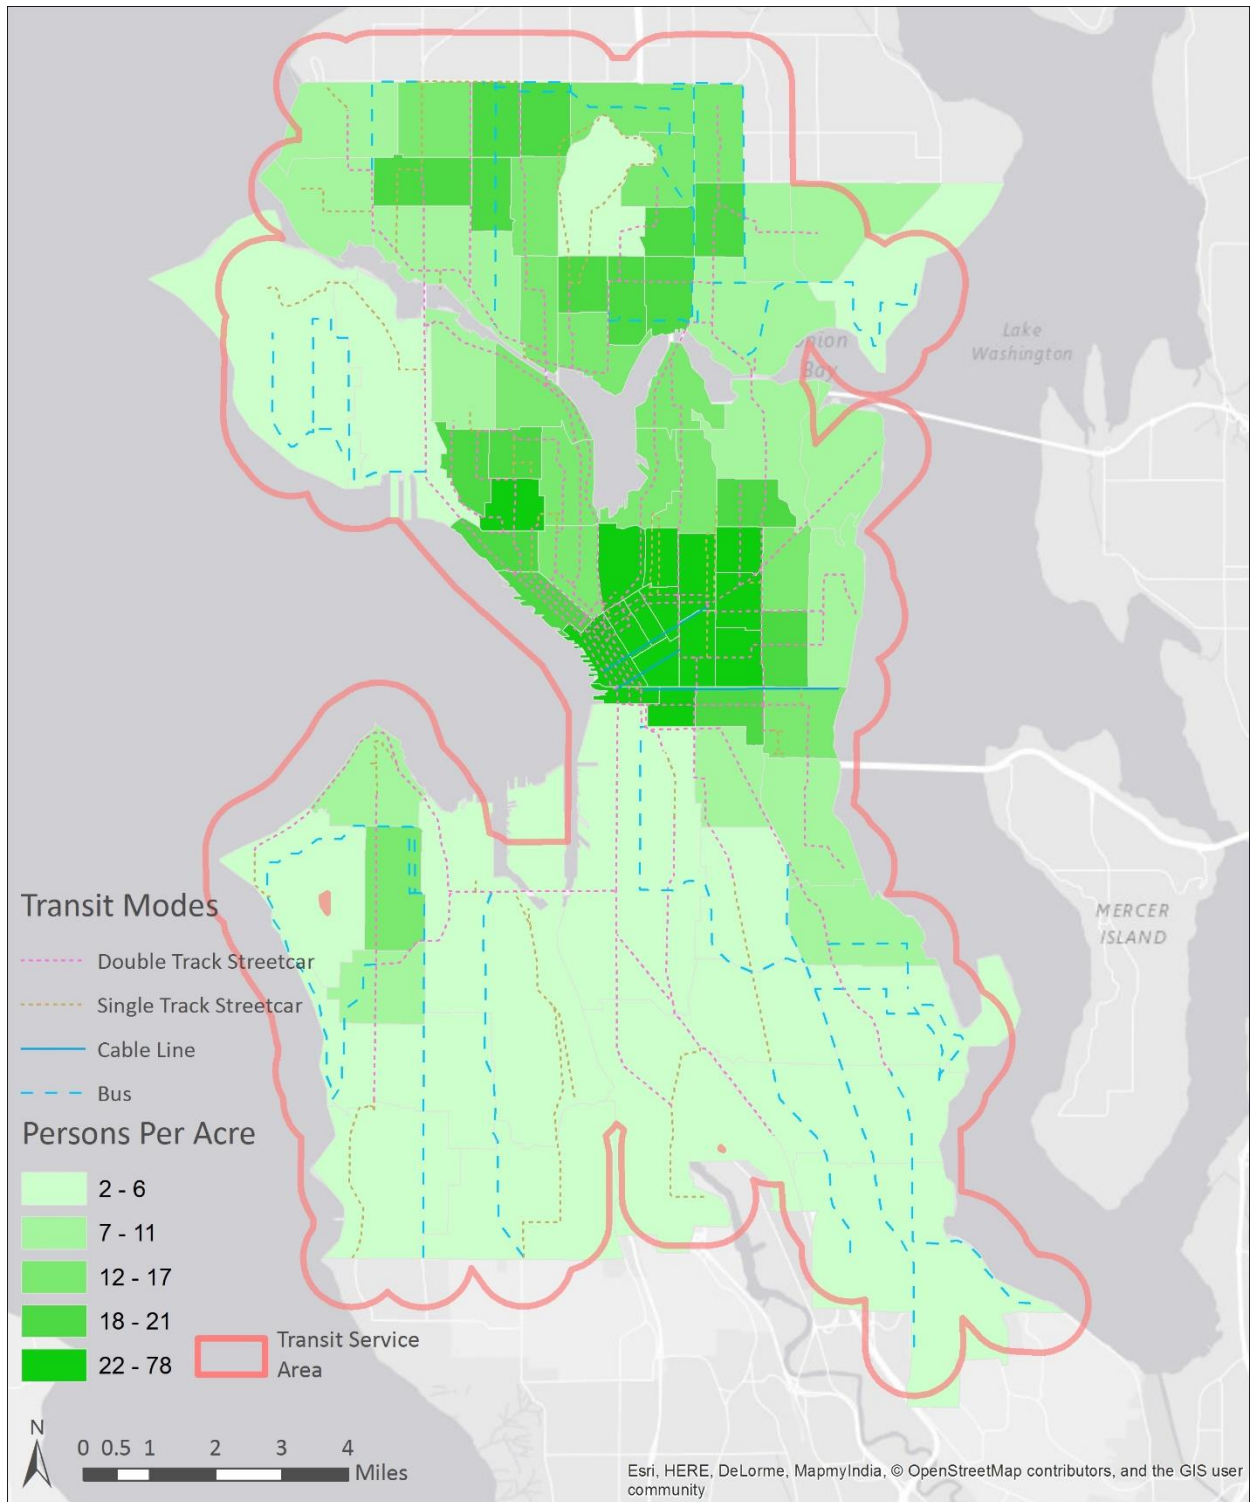 Union
Bay
Lake
Washington
MERCER
ISLAND
Transit Modes
Double Track Streetcar
Single Track Streetcar
Cable Line
Bus
Persons Per Acre
2 - 6
7 - 11
12 - 17
18 - 21
22 - 78
Transit Service
Area
N
0 0.5 1 2 3 4
Miles
Esri, HERE, DeLorme, MapmyIndia, © OpenStreetMap contributors, and the GIS user
community